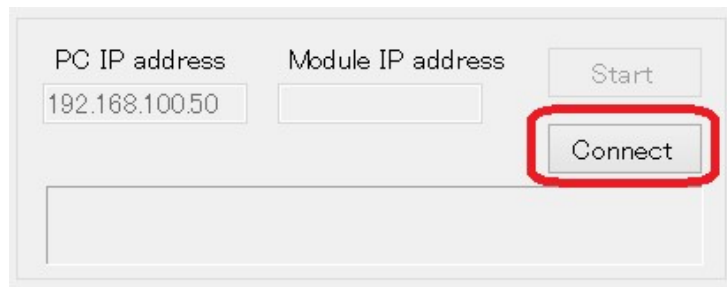 PC IP address Module IP address
Start
192.168.100.50
Connect